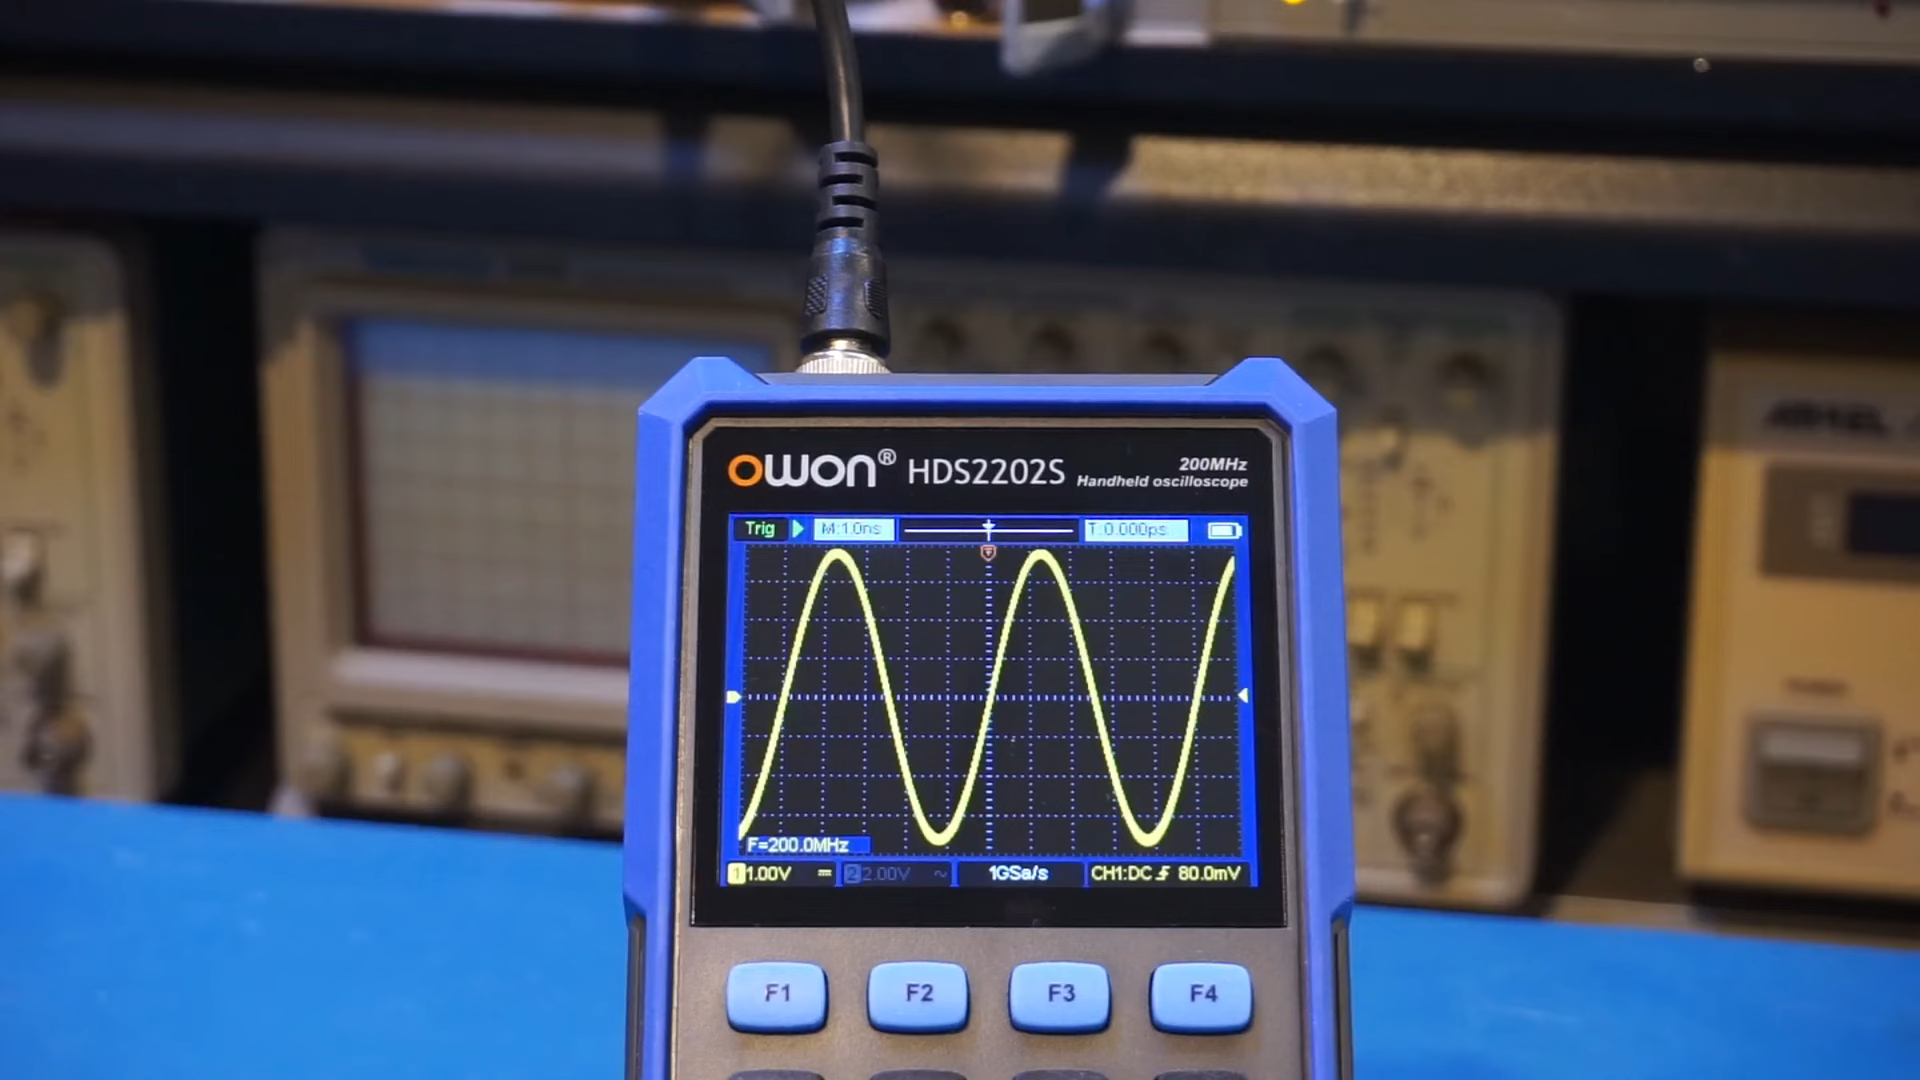 OWON® HDS2202S
200MHz
Handheld oscilloscope
Trig M:1.0ns T:0.000ps
F=200.0MHz
1 1.00V 2 2.00V ~ 1GSa/s CH1:DC 80.0mV
F1 F2 F3 F4